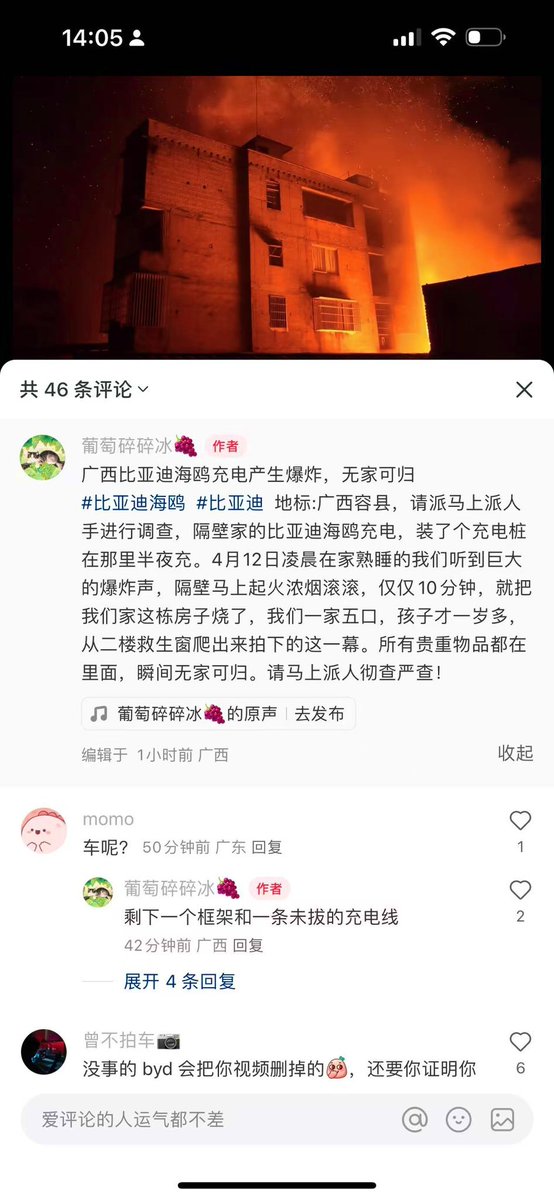 14:05
共 46 条评论
葡萄碎碎冰🍇 作者
广西比亚迪海鸥充电产生爆炸，无家可归
#比亚迪海鸥 #比亚迪 地标:广西容县，请派马上派人
手进行调查，隔壁家的比亚迪海鸥充电，装了个充电桩
在那里半夜充。4月12日凌晨在家熟睡的我们听到巨大
的爆炸声，隔壁马上起火浓烟滚滚，仅仅10分钟，就把
我们家这栋房子烧了，我们一家五口，孩子才一岁多，
从二楼救生窗爬出来拍下的这一幕。所有贵重物品都在
里面，瞬间无家可归。请马上派人彻查严查！
葡萄碎碎冰🍇的原声 去发布
编辑于 1小时前 广西 收起
momo
车呢？ 50分钟前 广东 回复
1
葡萄碎碎冰🍇 作者
剩下一个框架和一条未拔的充电线
2
42分钟前 广西 回复
展开 4 条回复
曾不拍车📷
没事的 byd 会把你视频删掉的，还要你证明你
6
爱评论的人运气都不差